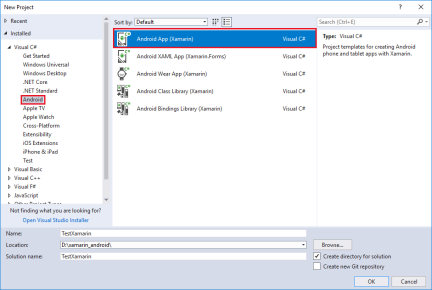 New Project
Recent
Installed
Visual C#
Get Started
Windows Universal
Windows Desktop
.NET Core
.NET Standard
Android
Apple TV
Apple Watch
Cross-Platform
Extensibility
iOS Extensions
iPhone & iPad
Test
Visual Basic
Visual C++
Visual F#
JavaScript
Other Project Types
Not finding what you are looking for?
Open Visual Studio Installer
Sort by: Default
Android App (Xamarin) Visual C#
Android XAML App (Xamarin.Forms) Visual C#
Android Wear App (Xamarin) Visual C#
Android Class Library (Xamarin) Visual C#
Android Bindings Library (Xamarin) Visual C#
Search (Ctrl+E)
Type: Visual C#
Project templates for creating Android
phone and tablet apps with Xamarin.
Name: TestXamarin
Location: D:\xamarin_android\ Browse...
Solution name: TestXamarin
Create directory for solution
Create new Git repository
OK Cancel